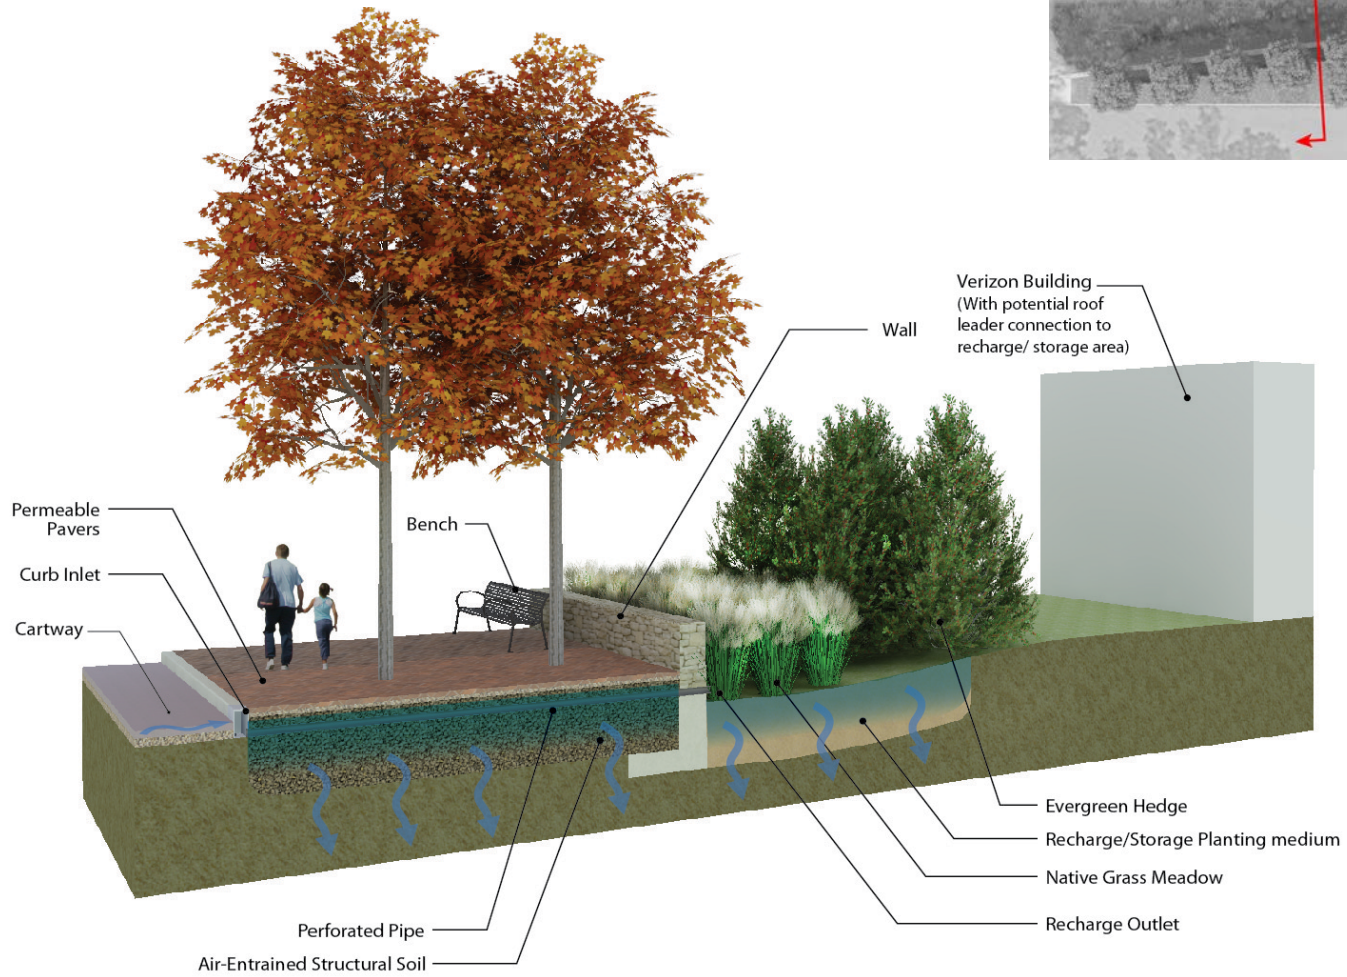 Verizon Building
(With potential roof
leader connection to
recharge/ storage area)
Wall
Permeable
Pavers
Bench
Curb Inlet
Cartway
Evergreen Hedge
Recharge/Storage Planting medium
Native Grass Meadow
Recharge Outlet
Perforated Pipe
Air-Entrained Structural Soil